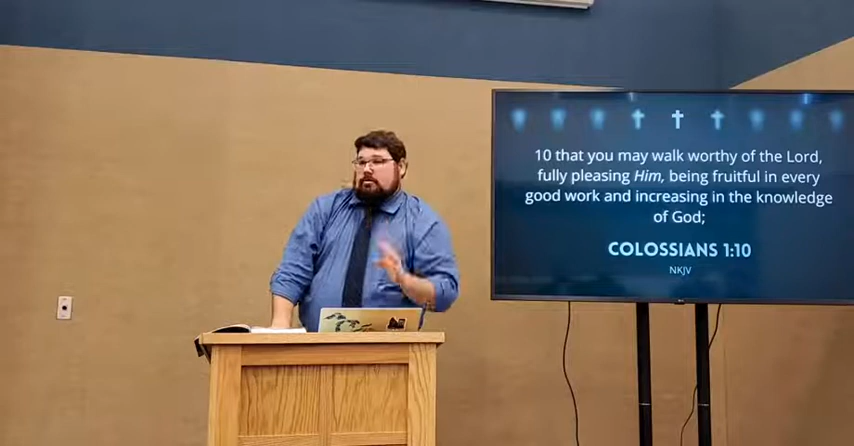 10 that you may walk worthy of the Lord,
fully pleasing Him, being fruitful in every
good work and increasing in the knowledge
of God;
COLOSSIANS 1:10
NKJV